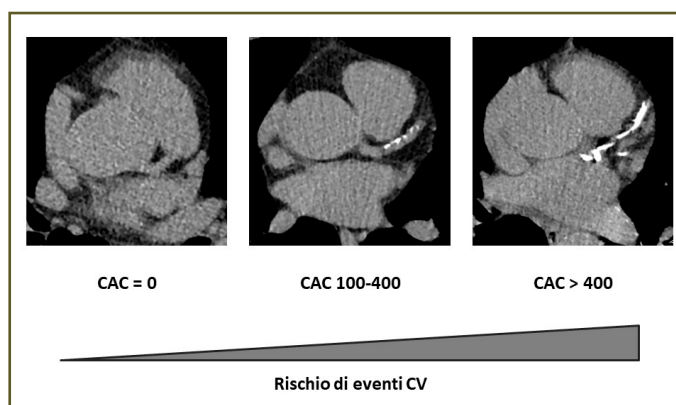 CAC = 0
CAC 100-400
CAC > 400
Rischio di eventi CV